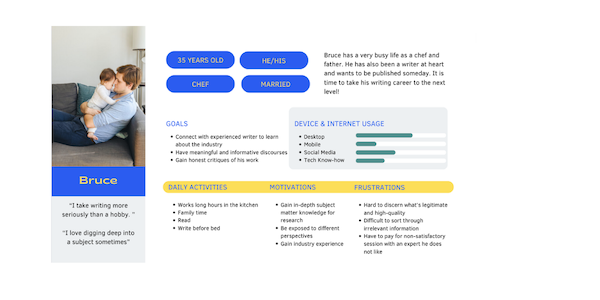 35 YEARS OLD
HE/HIS
CHEF
MARRIED
Bruce has a very busy life as a chef and
father. He has also been a writer at heart
and wants to be published someday. It is
time to take his writing career to the next
level!
Bruce
"I take writing more
seriously than a hobby. "
"I love digging deep into
a subject sometimes"
GOALS
• Connect with experienced writer to learn
about the industry
• Have meaningful and informative discourses
• Gain honest critiques of his work
DEVICE & INTERNET USAGE
• Desktop
• Mobile
• Social Media
• Tech Know-how
DAILY ACTIVITIES
• Works long hours in the kitchen
• Family time
• Read
• Write before bed
MOTIVATIONS
• Gain in-depth subject
matter knowledge for
research
• Be exposed to different
perspectives
• Gain industry experience
FRUSTRATIONS
• Hard to discern what's legitimate
and high-quality
• Difficult to sort through
irrelevant information
• Have to pay for non-satisfactory
session with an expert he does
not like